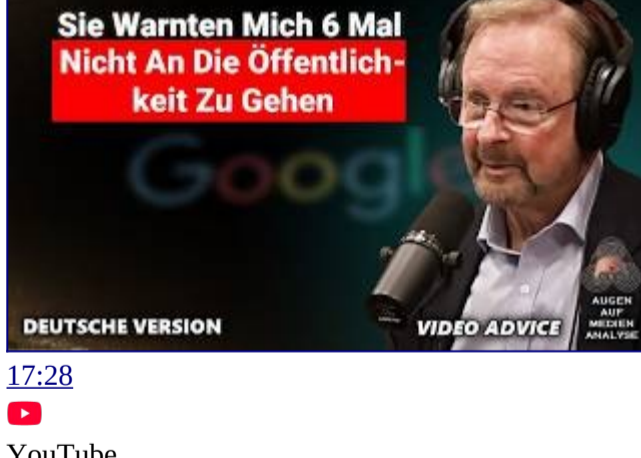 Sie Warnten Mich 6 Mal
Nicht An Die Öffentlich-
keit Zu Gehen
Google
DEUTSCHE VERSION
VIDEO ADVICE
AUGEN
AUF
MEDIEN
ANALYSE
17:28
YouTube